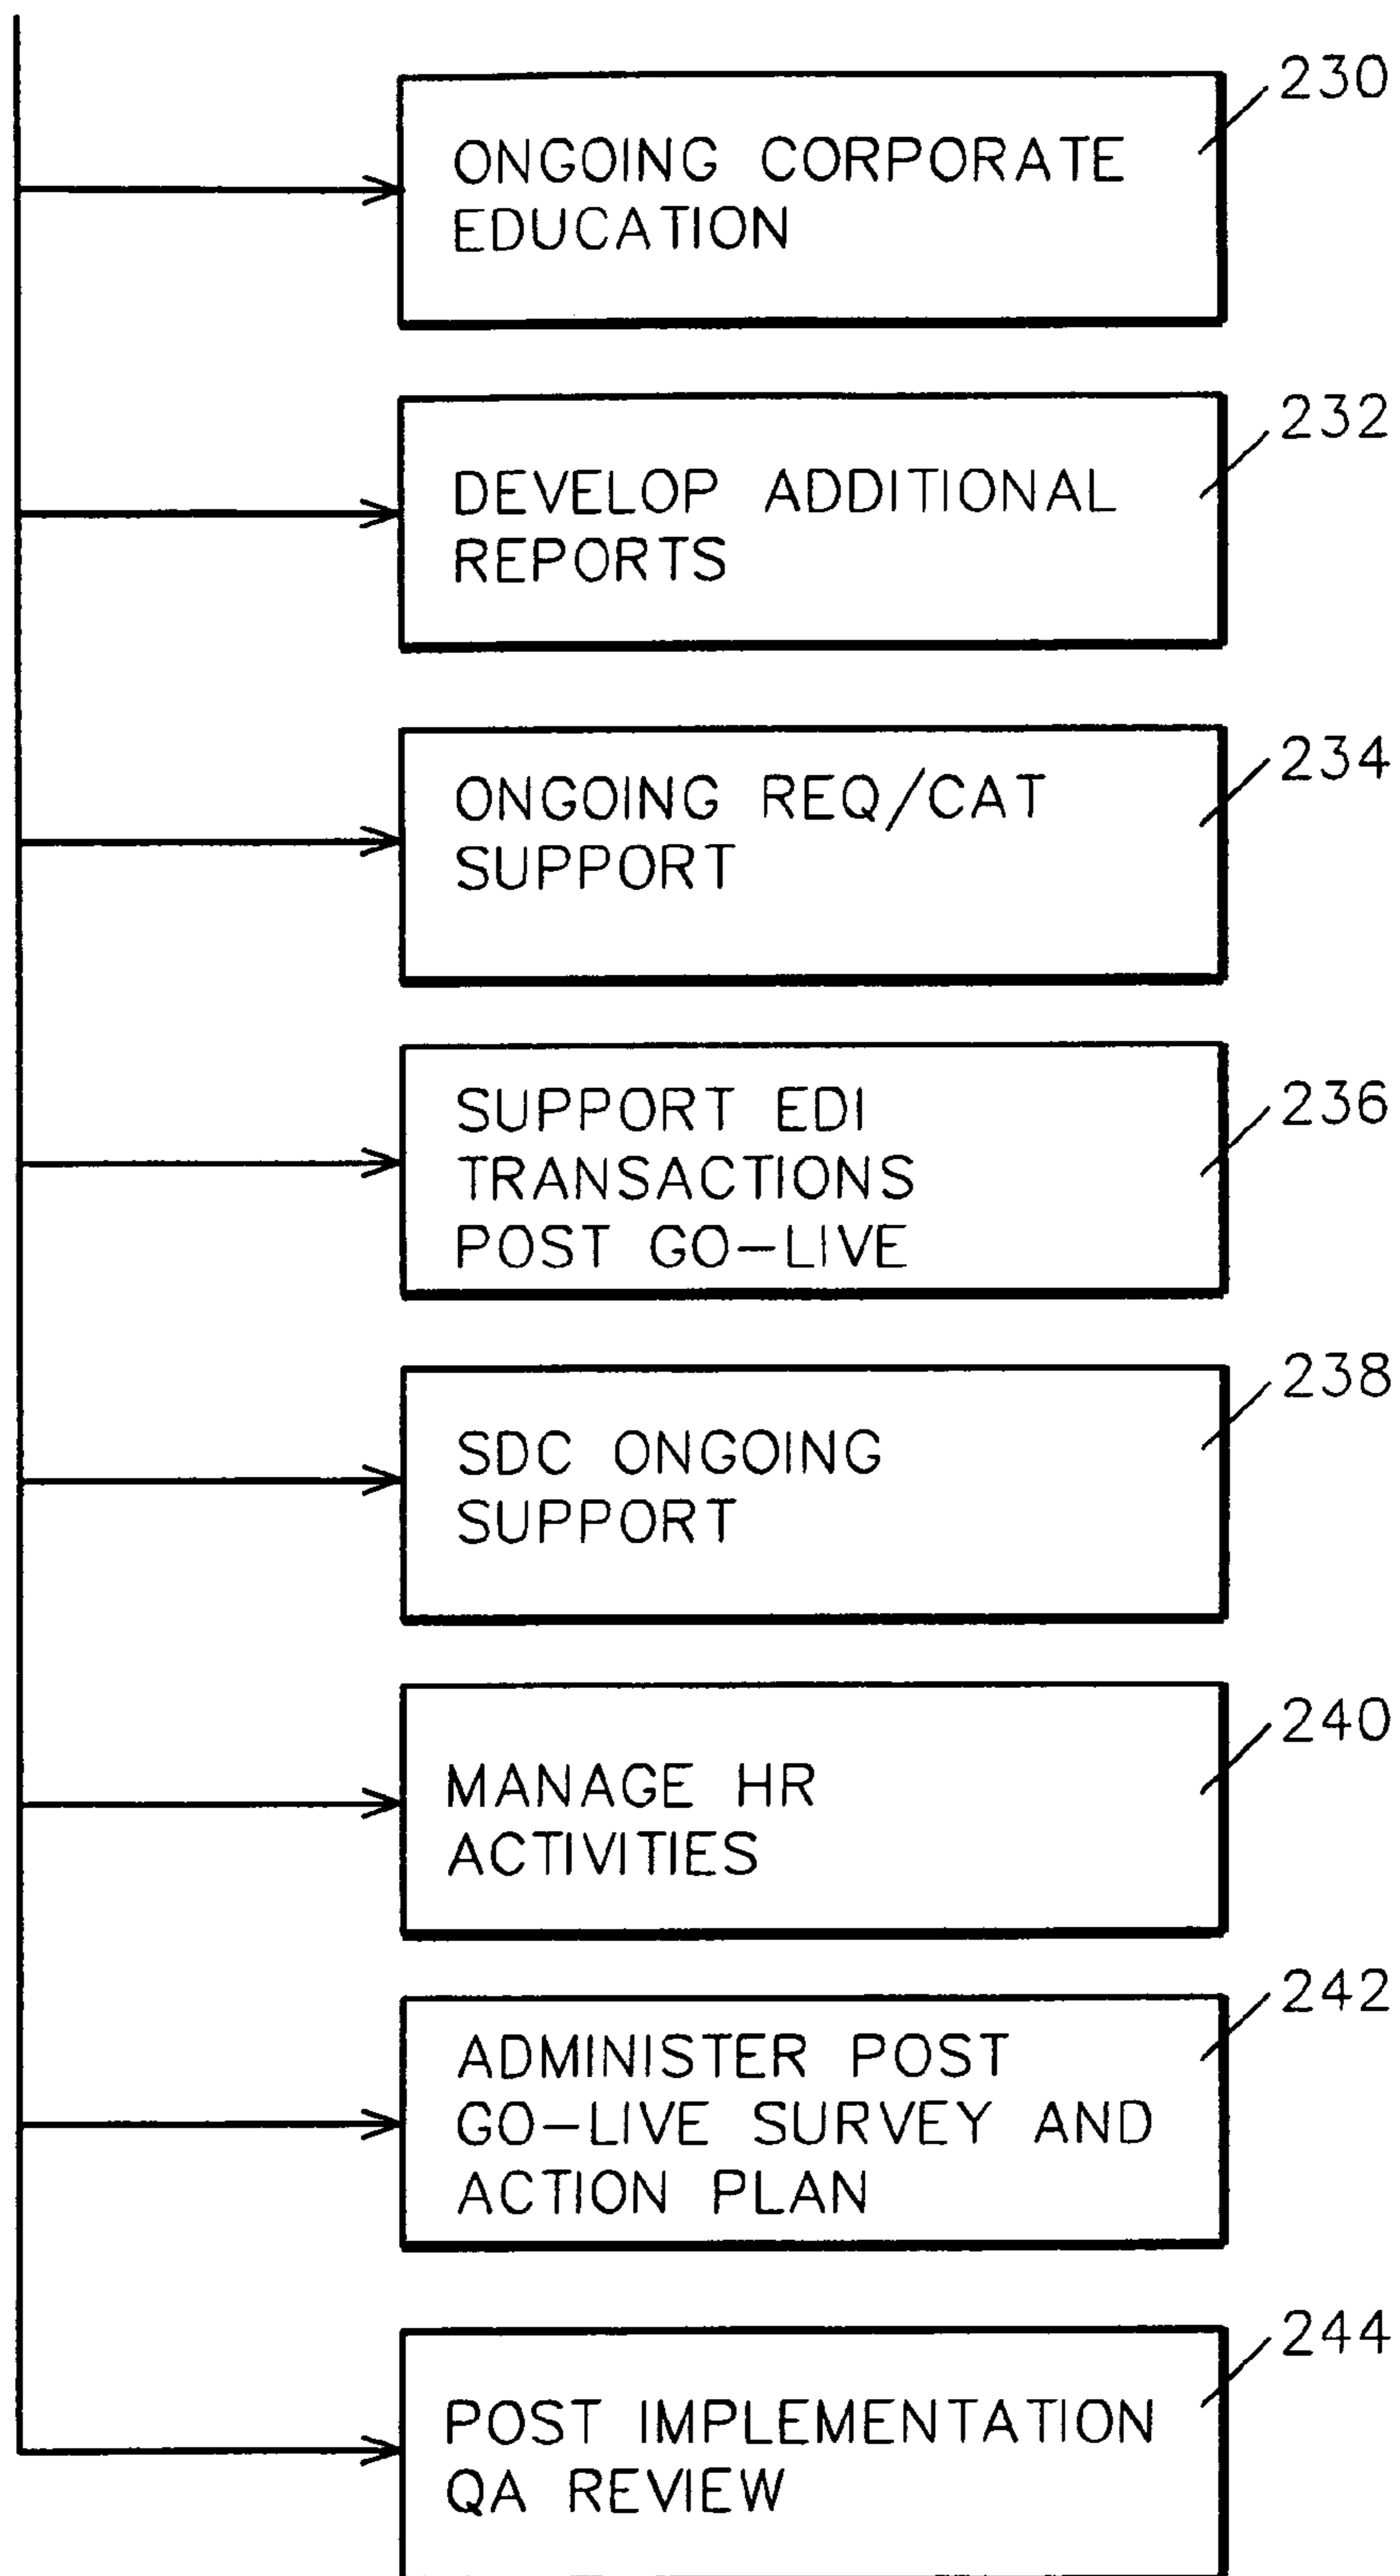 230
ONGOING CORPORATE
EDUCATION
232
DEVELOP ADDITIONAL
REPORTS
234
ONGOING REQ/CAT
SUPPORT
236
SUPPORT EDI
TRANSACTIONS
POST GO-LIVE
238
SDC ONGOING
SUPPORT
240
MANAGE HR
ACTIVITIES
242
ADMINISTER POST
GO-LIVE SURVEY AND
ACTION PLAN
244
POST IMPLEMENTATION
QA REVIEW